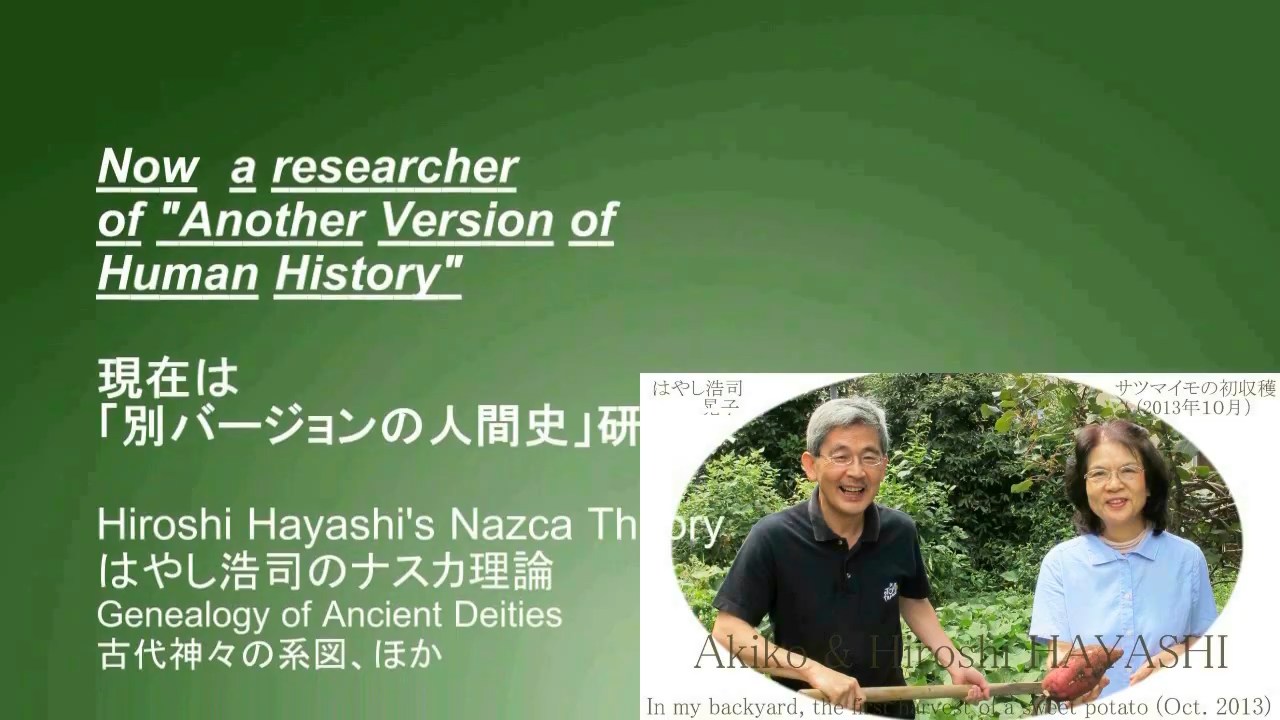 Now a researcher
of "Another Version of
Human History"
現在は
「別バージョンの人間史」研
Hiroshi Hayashi's Nazca Theory
はやし浩司のナスカ理論
Genealogy of Ancient Deities
古代神々の系図、ほか
はやし浩司
晃子
サツマイモの初収穫
(2013年10月)
Akiko & Hiroshi HAYASHI
In my backyard, the first harvest of a sweet potato (Oct. 2013)